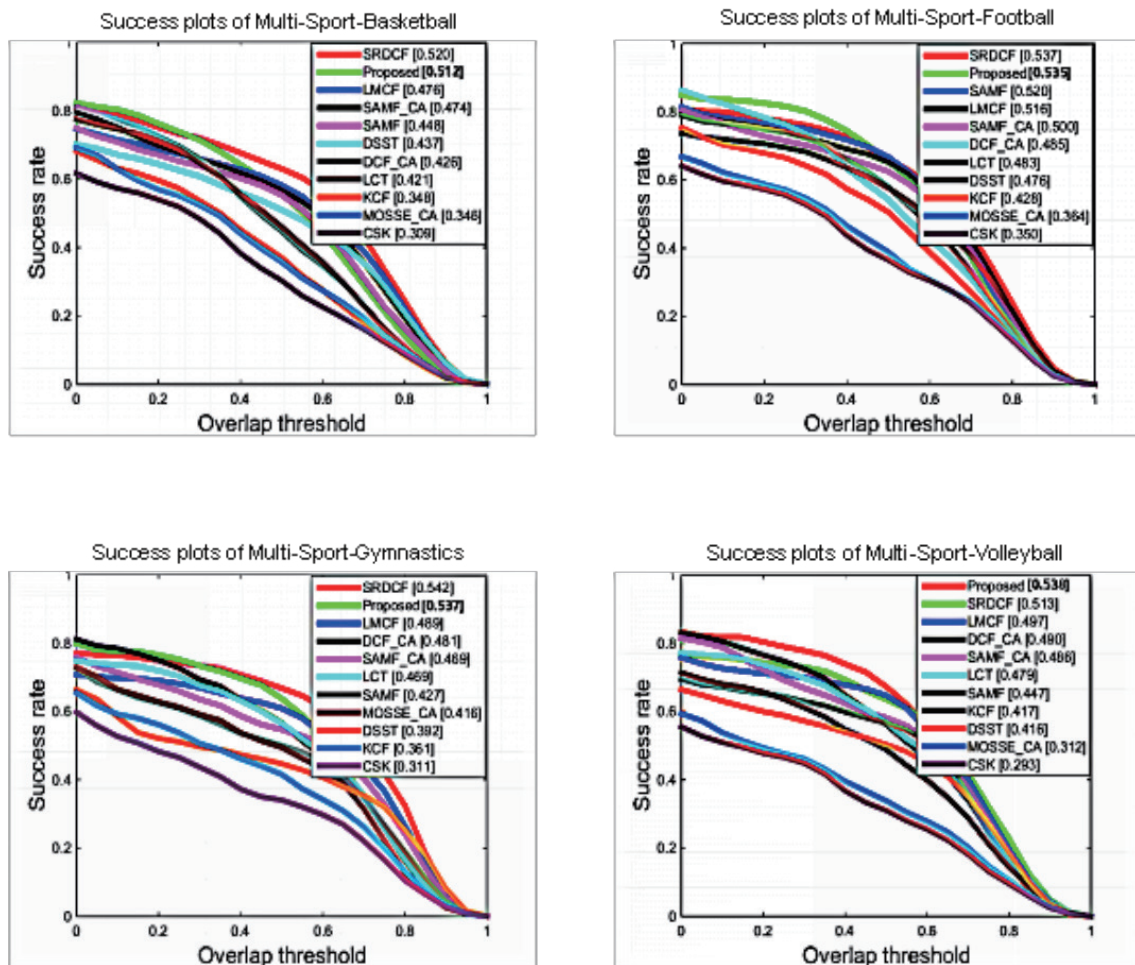 Success plots of Multi-Sport-Basketball
1
0.8
0.6
0.4
0.2
0
0
0.2
0.4
0.6
0.8
1
Success rate
Overlap threshold
SRDCF [0.520]
Proposed [0.512]
LMCF [0.476]
SAMF_CA [0.474]
SAMF [0.448]
DSST [0.437]
DCF_CA [0.426]
LCT [0.421]
KCF [0.348]
MOSSE_CA [0.346]
CSK [0.309]
Success plots of Multi-Sport-Football
1
0.8
0.6
0.4
0.2
0
0
0.2
0.4
0.6
0.8
1
Success rate
Overlap threshold
SRDCF [0.537]
Proposed [0.535]
SAMF [0.520]
LMCF [0.516]
SAMF_CA [0.500]
DCF_CA [0.485]
LCT [0.483]
DSST [0.476]
KCF [0.428]
MOSSE_CA [0.364]
CSK [0.350]
Success plots of Multi-Sport-Gymnastics
1
0.8
0.6
0.4
0.2
0
0
0.2
0.4
0.6
0.8
1
Success rate
Overlap threshold
SRDCF [0.542]
Proposed [0.537]
LMCF [0.489]
DCF_CA [0.481]
SAMF_CA [0.469]
LCT [0.469]
SAMF [0.427]
MOSSE_CA [0.416]
DSST [0.392]
KCF [0.361]
CSK [0.311]
Success plots of Multi-Sport-Volleyball
1
0.8
0.6
0.4
0.2
0
0
0.2
0.4
0.6
0.8
1
Success rate
Overlap threshold
Proposed [0.538]
SRDCF [0.513]
LMCF [0.497]
DCF_CA [0.490]
SAMF_CA [0.486]
LCT [0.479]
SAMF [0.447]
KCF [0.417]
DSST [0.416]
MOSSE_CA [0.312]
CSK [0.293]